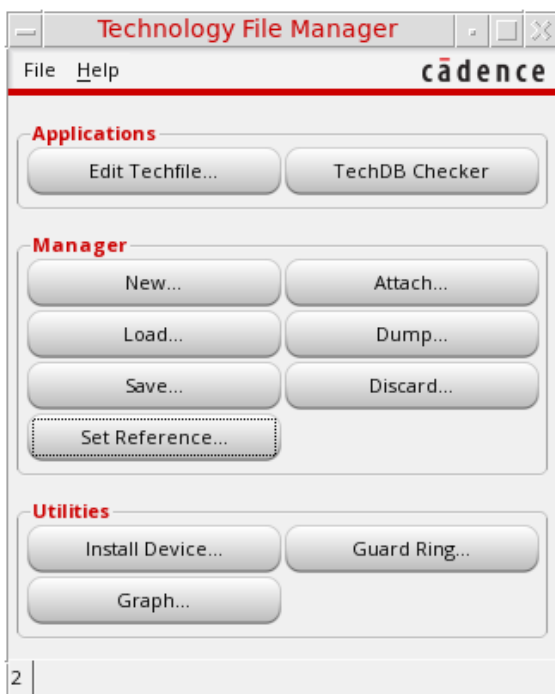 Technology File Manager
File Help cādence
Applications
Edit Techfile... TechDB Checker
Manager
New... Attach...
Load... Dump...
Save... Discard...
Set Reference...
Utilities
Install Device... Guard Ring...
Graph...
2